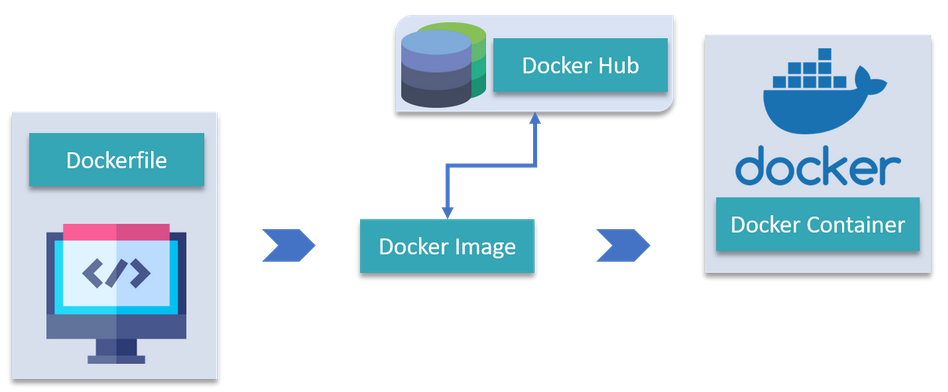 Docker Hub
Dockerfile
docker
Docker Image
Docker Container
</>